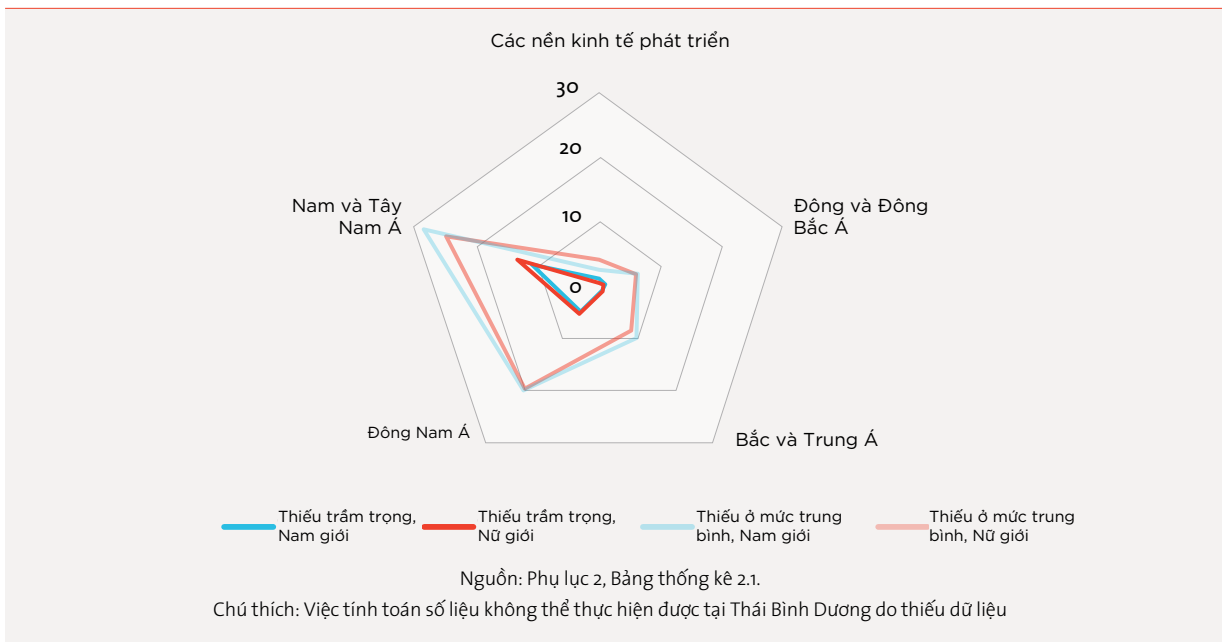 Các nền kinh tế phát triển
30
20
10
0
Nam và Tây
Nam Á
Đông và Đông
Bắc Á
Đông Nam Á
Bắc và Trung Á
Thiếu trầm trọng,
Nam giới
Thiếu trầm trọng,
Nữ giới
Thiếu ở mức trung
bình, Nam giới
Thiếu ở mức trung
bình, Nữ giới
Nguồn: Phụ lục 2, Bảng thống kê 2.1.
Chú thích: Việc tính toán số liệu không thể thực hiện được tại Thái Bình Dương do thiếu dữ liệu